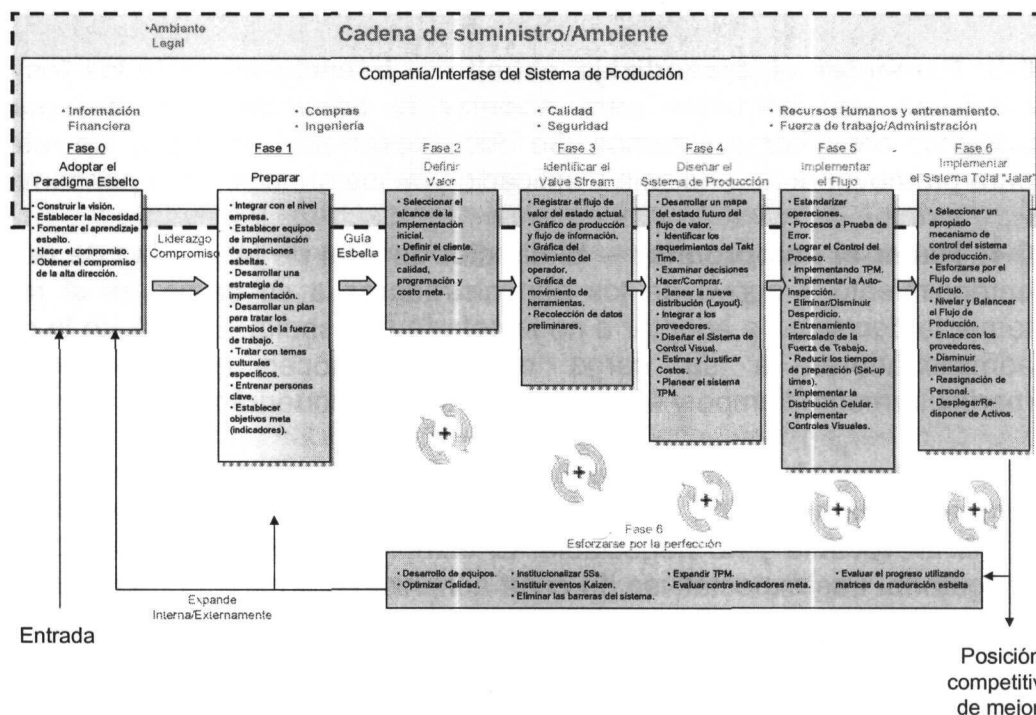 •Ambiente
Legal
Cadena de suministro/Ambiente
Compañía/Interfase del Sistema de Producción
• Información
Financiera
• Compras
• Ingeniería
• Calidad
• Seguridad
• Recursos Humanos y entrenamiento.
• Fuerza de trabajo/Administración
Fase 0
Adoptar el
Paradigma Esbelto
• Construir la visión.
• Establecer la Necesidad.
• Fomentar el aprendizaje
esbelto.
• Hacer el compromiso.
• Obtener el compromiso
de la alta dirección.
Liderazgo
Compromiso
Fase 1
Preparar
• Integrar con el nivel
empresa.
• Establecer equipos
de implementación
de operaciones
esbeltas.
• Desarrollar una
estrategia de
implementación.
• Desarrollar un plan
para tratar los
cambios de la fuerza
de trabajo.
• Tratar con temas
culturales
específicos.
• Entrenar personas
clave.
• Establecer
objetivos meta
(indicadores).
Guía
Esbelta
Fase 2
Definir
Valor
• Seleccionar el
alcance de la
implementación
inicial.
• Definir el cliente.
• Definir Valor –
calidad,
programación y
costo meta.
Fase 3
Identificar el
Value Stream
• Registrar el flujo de
valor del estado actual.
• Gráfico de producción
y flujo de información.
• Gráfica del
movimiento del
operador.
• Gráfica de
movimiento de
herramientas.
• Recolección de datos
preliminares.
Fase 4
Diseñar el
Sistema de Producción
• Desarrollar un mapa
del estado futuro del
flujo de valor.
• Identificar los
requerimientos del Takt
Time.
• Examinar decisiones
Hacer/Comprar.
• Planear la nueva
distribución (Layout).
• Integrar a los
proveedores.
• Diseñar el Sistema de
Control Visual.
• Estimar y Justificar
Costos.
• Planear el sistema
TPM.
Fase 5
Implementar
el Flujo
• Estandarizar
operaciones.
• Procesos a Prueba de
Error.
• Lograr el Control del
Proceso.
• Implementando TPM.
• Implementar la Auto-
inspección.
• Eliminar/Disminuir
Desperdicio.
• Entrenamiento
Intercalado de la
Fuerza de Trabajo.
• Reducir los tiempos
de preparación (Set-up
times).
• Implementar la
Distribución Celular.
• Implementar
Controles Visuales.
Fase 6
Implementar
el Sistema Total "Jalar"
• Seleccionar un
apropiado
mecanismo de
control del sistema
de producción.
• Esforzarse por el
Flujo de un solo
Artículo.
• Nivelar y Balancear
el Flujo de
Producción.
• Enlace con los
proveedores.
• Disminuir
Inventarios.
• Reasignación de
Personal.
• Desplegar/Re-
disponer de Activos.
Fase 6
Esforzarse por la perfección
• Desarrollo de equipos.
• Optimizar Calidad.
• Institucionalizar 5Ss.
• Instituir eventos Kaizen.
• Eliminar las barreras del sistema.
• Expandir TPM.
• Evaluar contra indicadores meta.
• Evaluar el progreso utilizando
matrices de maduración esbelta
Expande
Interna/Externamente
Entrada
Posición
competitiv
de mejor